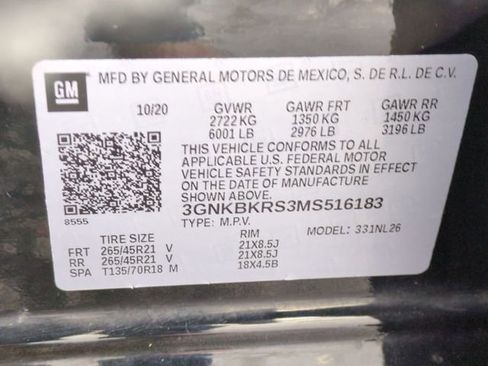 GM
MFD BY GENERAL MOTORS DE MEXICO, S. DE R.L. DE C.V.
10/20 GVWR GAWR FRT GAWR RR
2722 KG 1350 KG 1450 KG
6001 LB 2976 LB 3196 LB
THIS VEHICLE CONFORMS TO ALL
APPLICABLE U.S. FEDERAL MOTOR
VEHICLE SAFETY STANDARDS IN EFFECT
ON THE DATE OF MANUFACTURE
SHOWN ABOVE.
8555
3GNKBKRS3MS516183
TYPE: M.P.V. MODEL: 331NL26
TIRE SIZE RIM
FRT 265/45R21 V 21X8.5J
RR 265/45R21 V 21X8.5J
SPA T135/70R18 M 18X4.5B